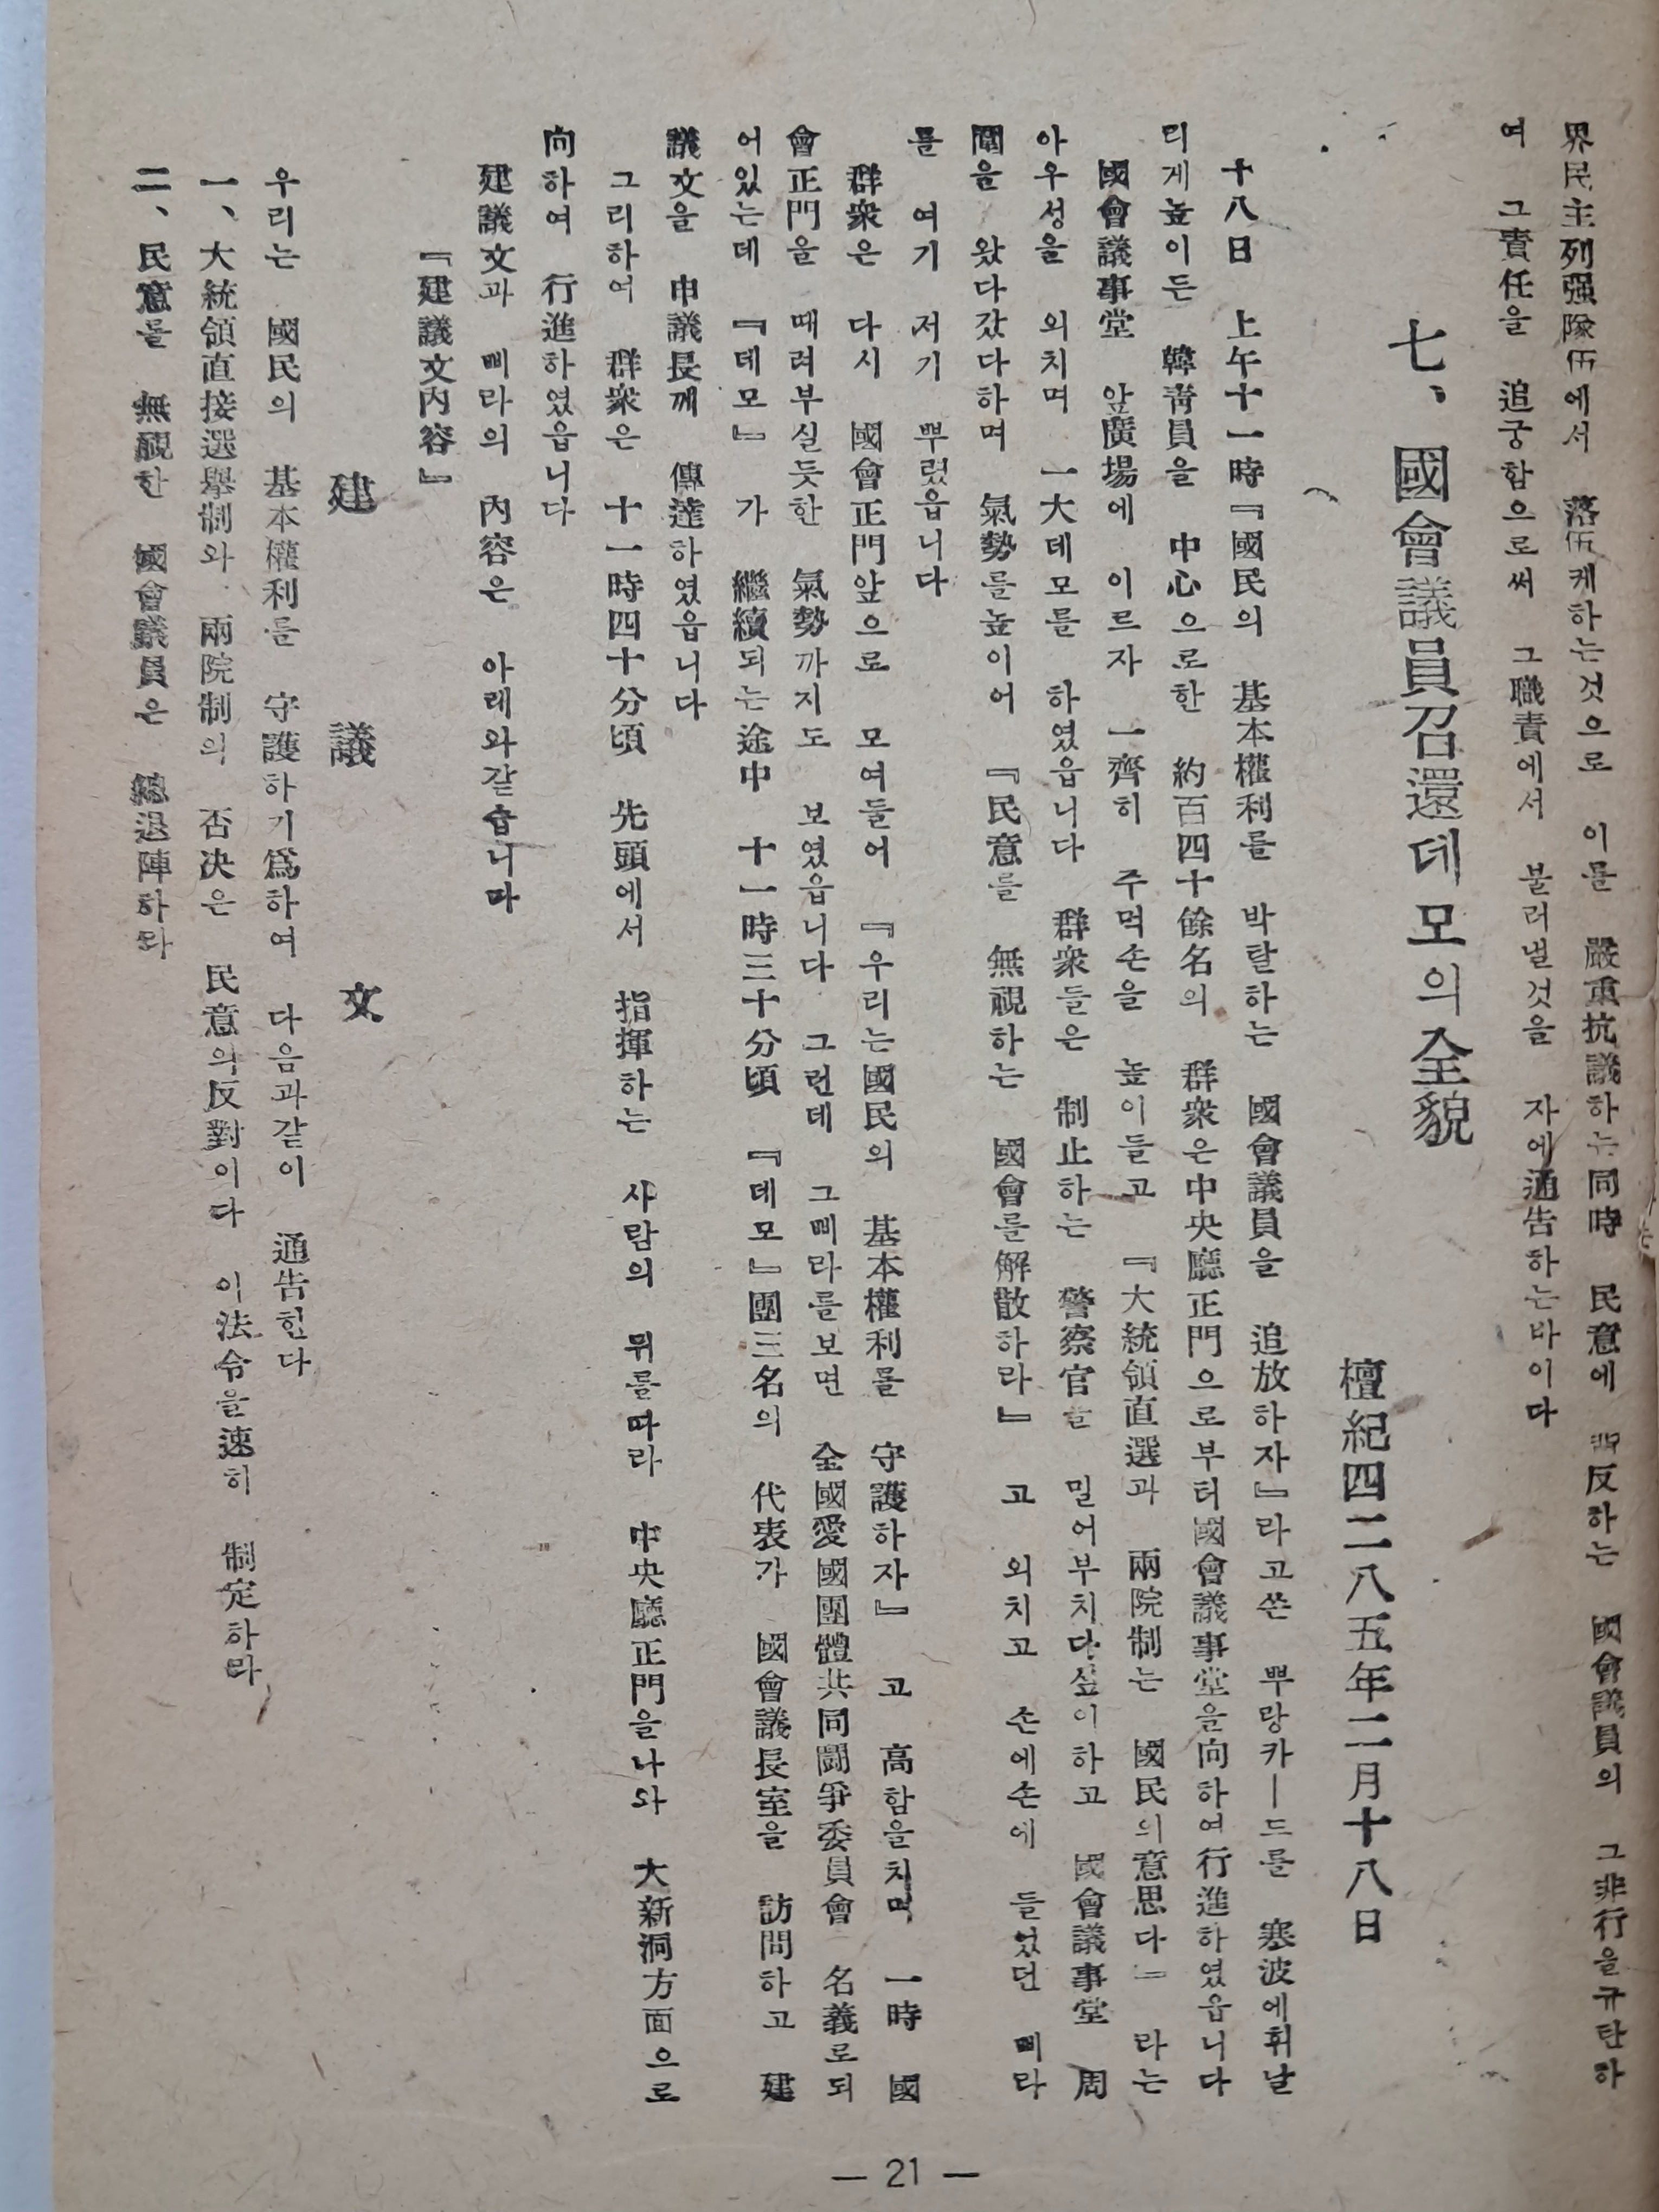 界民主列强隊伍에서 落伍케하는것으로 이를 嚴重抗議하는同時 民意에 背反하는 國會議員의 그非行을규탄하
여 그責任을 追궁함으로써 그職責에서 불러낼것을 자에通告하는바이다
七、國會議員召還데모의全貌
檀紀四二八五年二月十八日
十八日 上午十一時『國民의 基本權利를 박탈하는 國會議員을 追放하자』라고쓴 뿌랑카ー드를 寒波에휘날
리게높이든 韓靑員을 中心으로한 約百四十餘名의 群衆은中央廳正門으로부터國會議事堂을向하여行進하였읍니다
國會議事堂 앞廣場에 이르자 一齊히 주먹손을 높이들고 『大統領直選과 兩院制는 國民의意思다』 라는
아우성을 외치며 一大데모를 하였읍니다 群衆들은 制止하는 警察官을 밀어부치다싶이하고 國會議事堂 周
圍을 왔다갔다하며 氣勢를높이어 『民意를 無視하는 國會를解散하라』 고 외치고 손에손에 들었던 삐라
를 여기 저기 뿌렸읍니다
群衆은 다시 國會正門앞으로 모여들어 『우리는國民의 基本權利를 守護하자』 고 高함을치며 一時 國
會正門을 때려부실듯한 氣勢까지도 보였읍니다 그런데 그삐라를보면 全國愛國團體共同鬪爭委員會 名義로되
어있는데 『데모』가 繼續되는途中 十一時三十分頃 『데모』團三名의 代表가 國會議長室을 訪問하고 建
議文을 申議長께 傳達하였읍니다
그리하여 群衆은 十一時四十分頃 先頭에서 指揮하는 사람의 뒤를따라 中央廳正門을나와 大新洞方面으로
向하여 行進하였읍니다
建議文과 삐라의 內容은 아래와같습니다
『建議文內容』
建 議 文
우리는 國民의 基本權利를 守護하기爲하여 다음과같이 通告한다
一、大統領直接選擧制와 兩院制의 否決은 民意의反對이다 이法令을速히 制定하라
二、民意를 無視한 國會議員은 總退陣하라
— 21 —